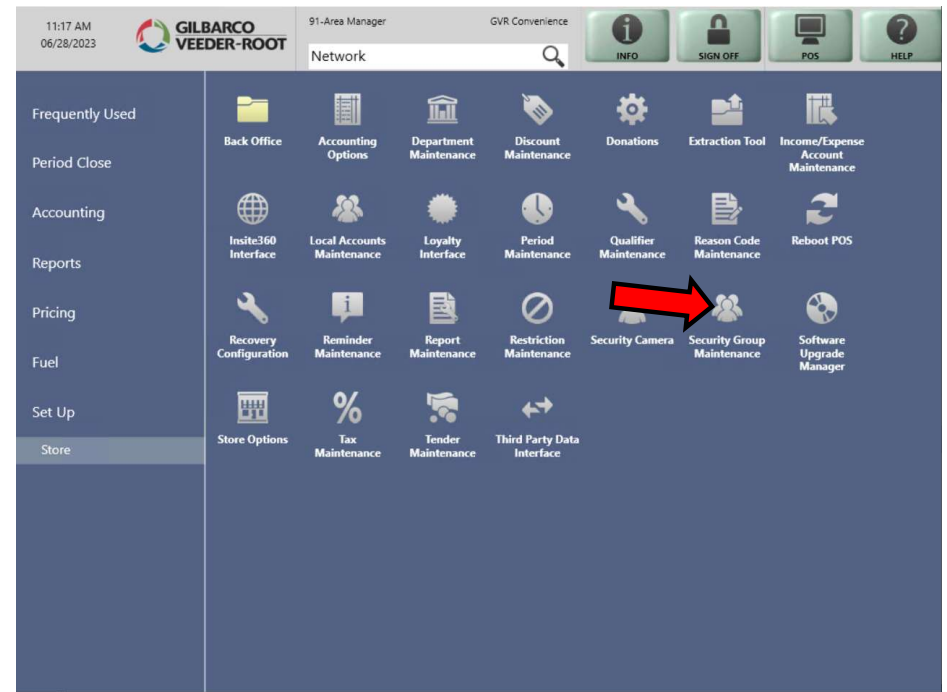 11:17 AM
06/28/2023
GILBARCO
VEEDER-ROOT
91-Area Manager
GVR Convenience
Network
INFO
SIGN OFF
POS
HELP
Frequently Used
Period Close
Accounting
Reports
Pricing
Fuel
Set Up
Store
Back Office
Accounting
Options
Department
Maintenance
Discount
Maintenance
Donations
Extraction Tool
Income/Expense
Account
Maintenance
Insite360
Interface
Local Accounts
Maintenance
Loyalty
Interface
Period
Maintenance
Qualifier
Maintenance
Reason Code
Maintenance
Reboot POS
Recovery
Configuration
Reminder
Maintenance
Report
Maintenance
Restriction
Maintenance
Security Camera
Security Group
Maintenance
Software
Upgrade
Manager
Store Options
Tax
Maintenance
Tender
Maintenance
Third Party Data
Interface